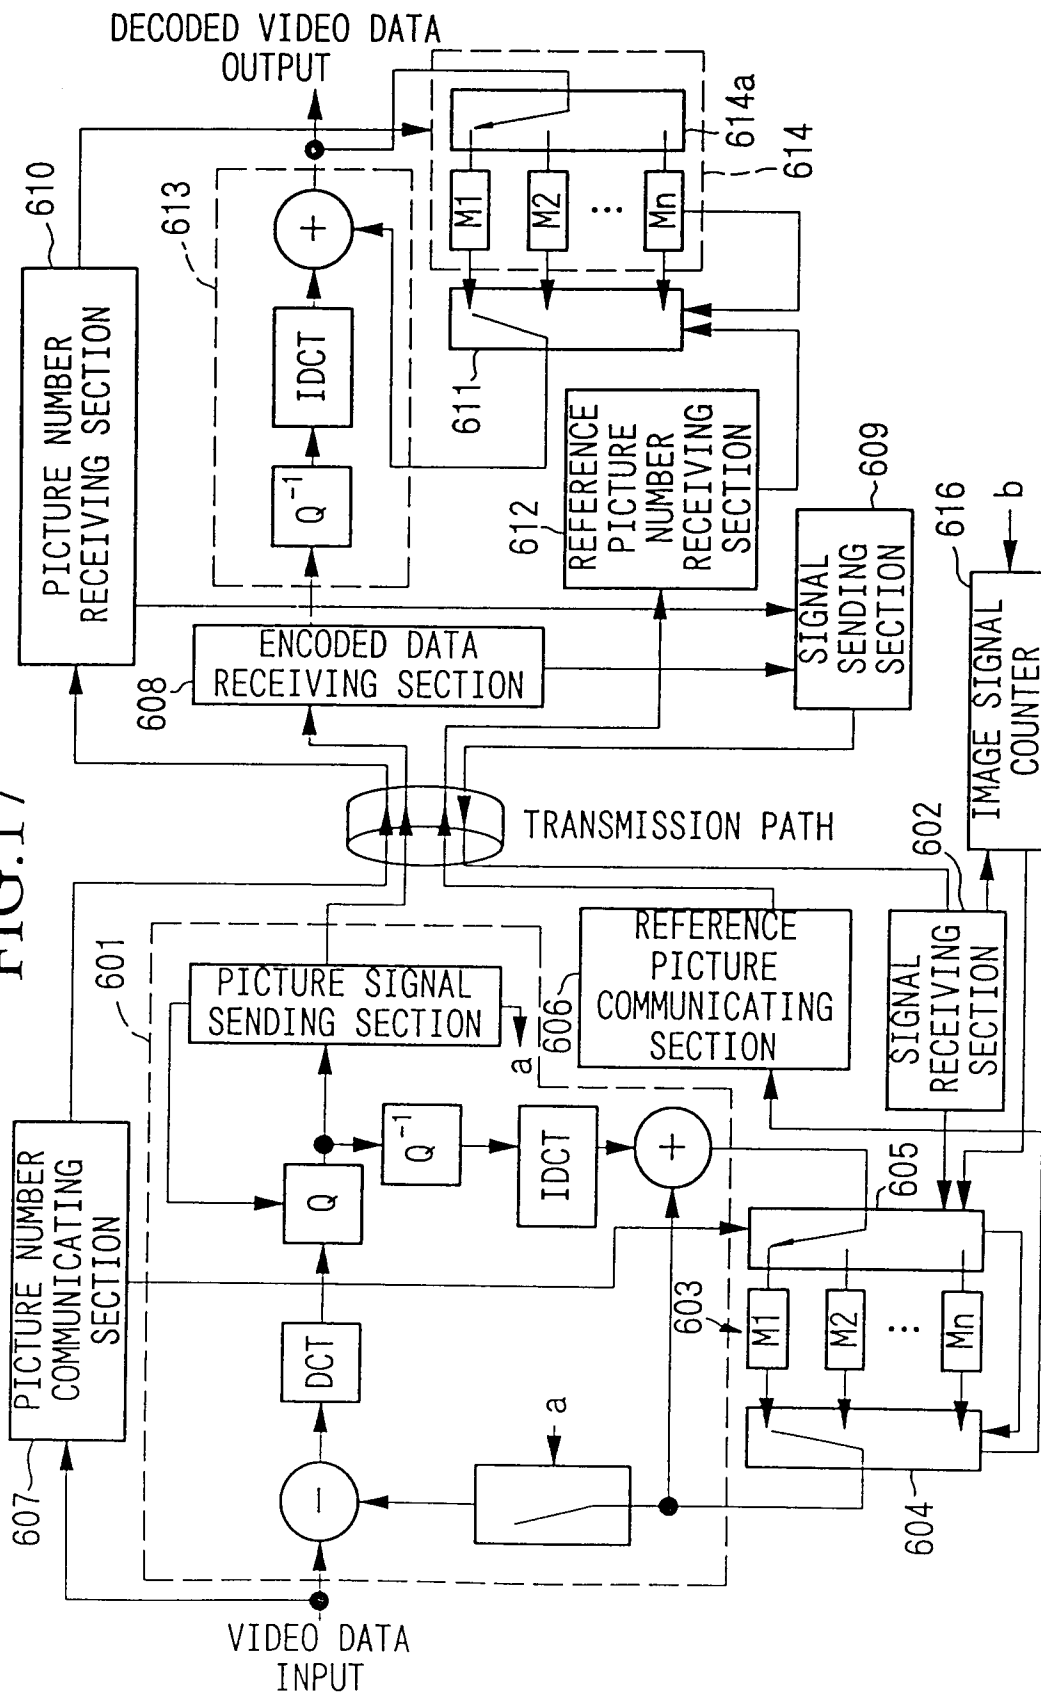 FIG.17
DECODED VIDEO DATA
OUTPUT
610
PICTURE NUMBER
RECEIVING SECTION
613
+
IDCT
Q⁻¹
614a
614
M1
M2
...
Mn
611
612
REFERENCE
PICTURE
NUMBER
RECEIVING
SECTION
608
ENCODED DATA
RECEIVING SECTION
609
SIGNAL
SENDING
SECTION
616
b
IMAGE SIGNAL
COUNTER
TRANSMISSION PATH
602
SIGNAL
RECEIVING
SECTION
601
PICTURE SIGNAL
SENDING SECTION
a
606
REFERENCE
PICTURE
COMMUNICATING
SECTION
607
PICTURE NUMBER
COMMUNICATING
SECTION
Q
Q⁻¹
IDCT
+
DCT
−
a
605
603
M1
M2
...
Mn
604
VIDEO DATA
INPUT